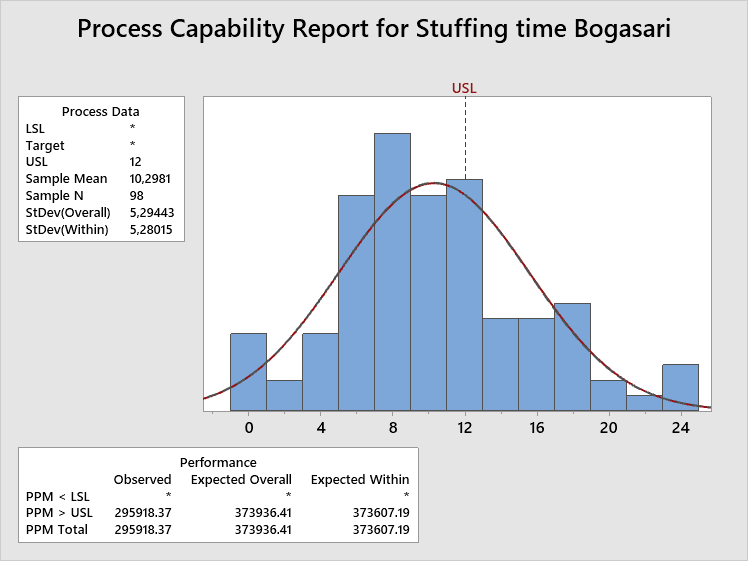 Process Capability Report for Stuffing time Bogasari
USL
Process Data
LSL *
Target *
USL 12
Sample Mean 10,2981
Sample N 98
StDev(Overall) 5,29443
StDev(Within) 5,28015
0 4 8 12 16 20 24
Performance
Observed Expected Overall Expected Within
PPM < LSL * * *
PPM > USL 295918.37 373936.41 373607.19
PPM Total 295918.37 373936.41 373607.19